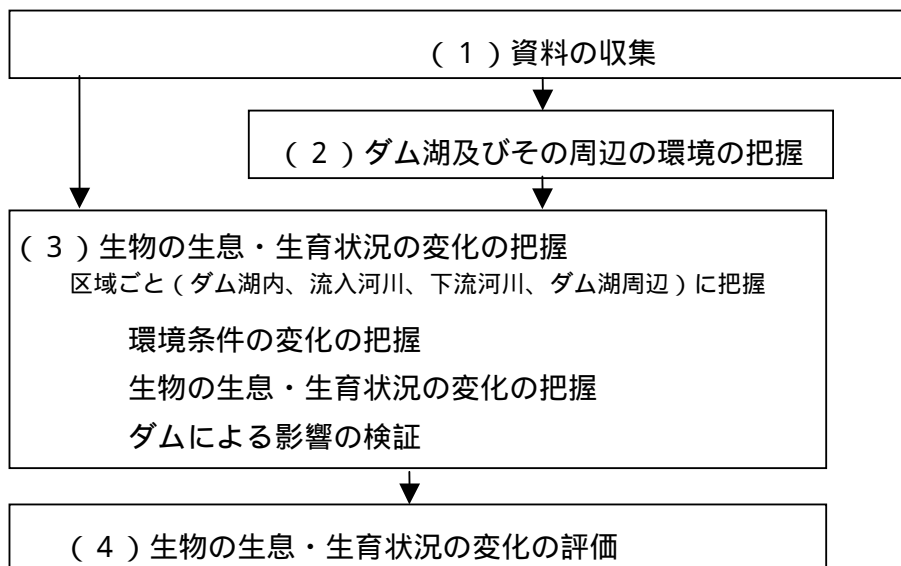 (1)資料の収集
(2)ダム湖及びその周辺の環境の把握
(3)生物の生息・生育状況の変化の把握
区域ごと(ダム湖内、流入河川、下流河川、ダム湖周辺)に把握
環境条件の変化の把握
生物の生息・生育状況の変化の把握
ダムによる影響の検証
(4)生物の生息・生育状況の変化の評価